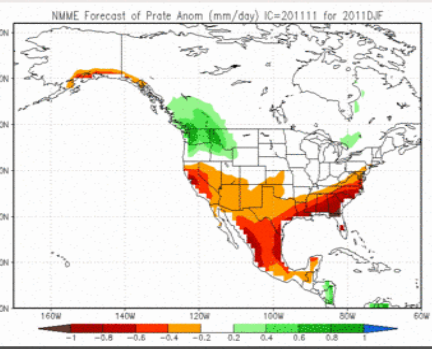 NMME Forecast of Prate Anom (mm/day) IC=201111 for 2011DJF
160W 140W 120W 100W 80W 60W
-1 -0.8 -0.6 -0.4 -0.2 0.2 0.4 0.6 0.8 1